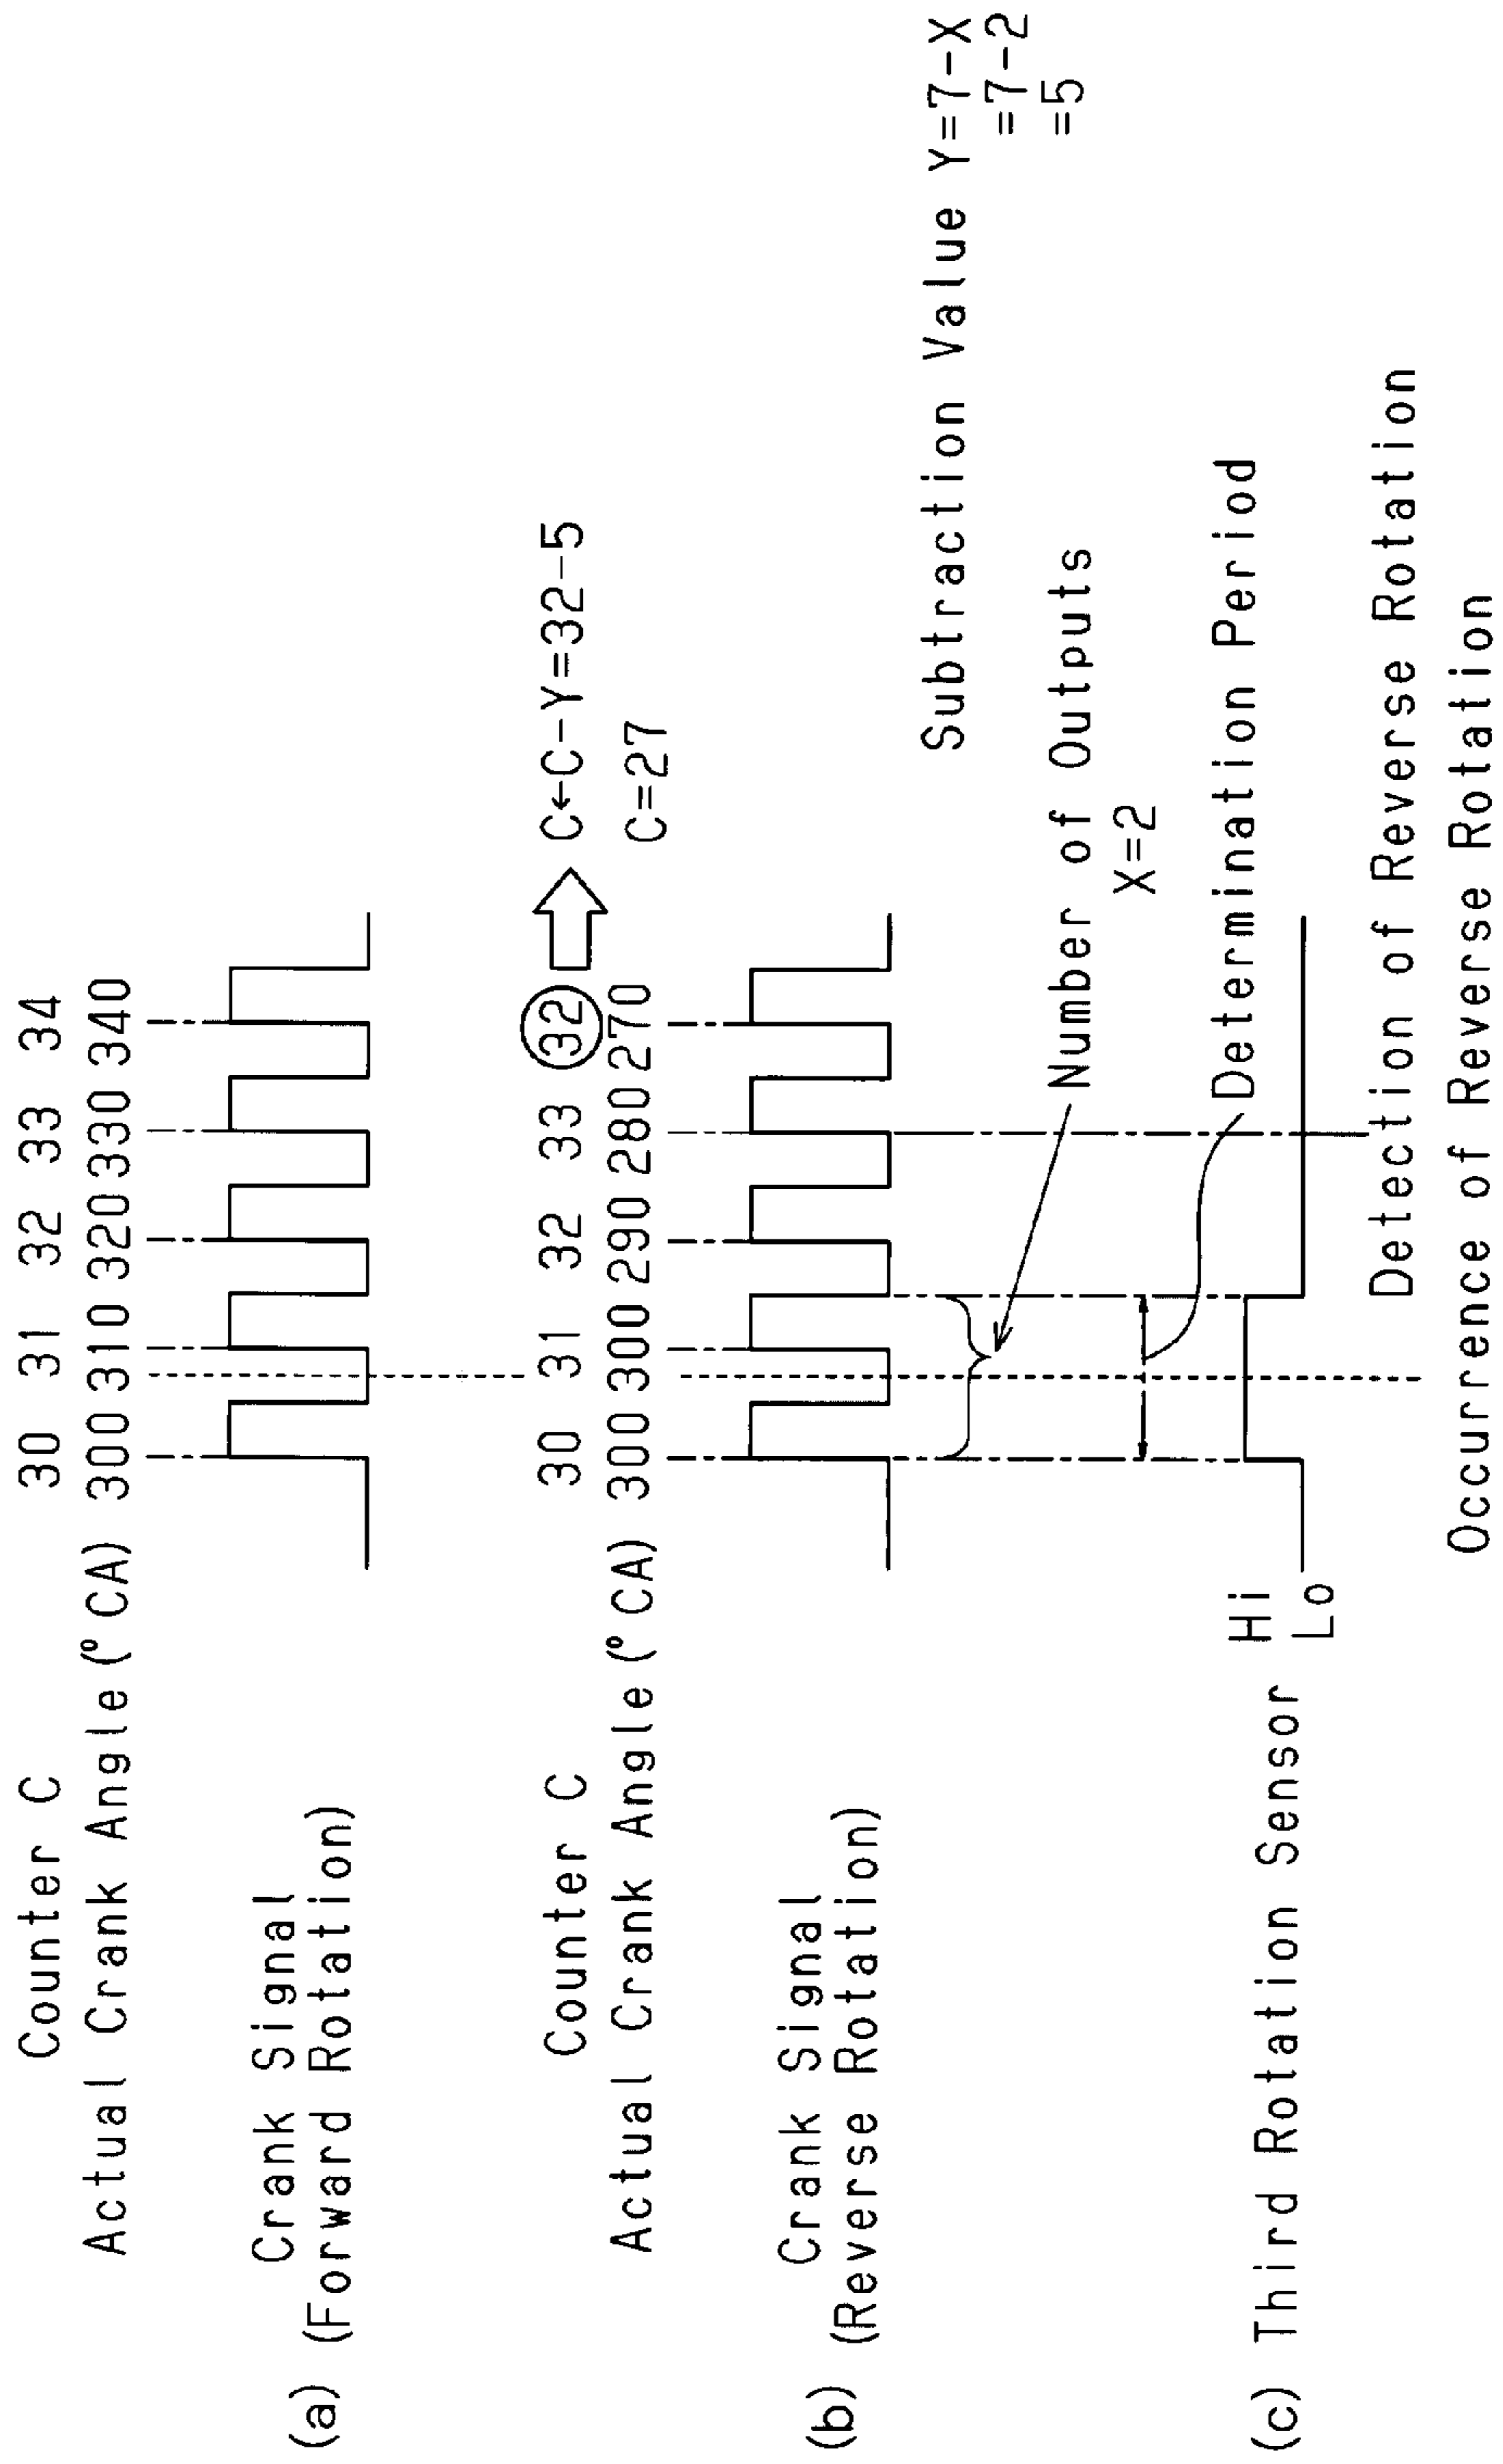 Counter C 30 31 32 33 34
Actual Crank Angle (°CA) 300 310 320 330 340
Crank Signal
(a) (Forward Rotation)
Counter C 30 31 32 33 32 C←C-Y=32-5
Actual Crank Angle (°CA) 300 300 290 280 270 C=27
Crank Signal
(b) (Reverse Rotation)
Subtraction Value Y=7-X
=7-2
=5
Number of Outputs
X=2
Determination Period
Hi
(c) Third Rotation Sensor
Lo
Detection of Reverse Rotation
Occurrence of Reverse Rotation